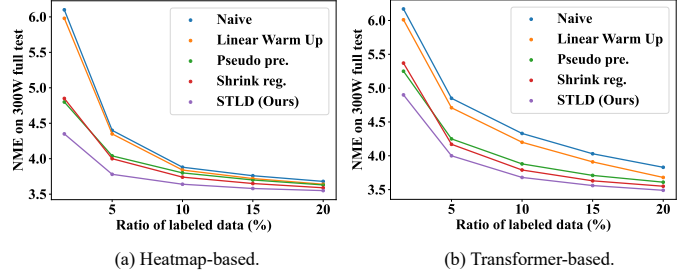 6.0
5.5
5.0
4.5
4.0
3.5
NME on 300W full test
Naive
Linear Warm Up
Pseudo pre.
Shrink reg.
STLD (Ours)
5 10 15 20
Ratio of labeled data (%)
(a) Heatmap-based.
6.0
5.5
5.0
4.5
4.0
3.5
NME on 300W full test
Naive
Linear Warm Up
Pseudo pre.
Shrink reg.
STLD (Ours)
5 10 15 20
Ratio of labeled data (%)
(b) Transformer-based.